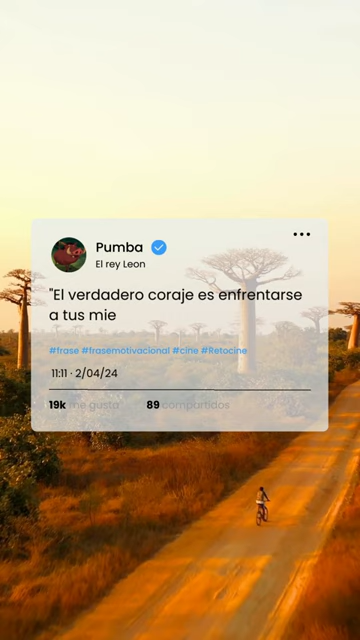 Pumba
El rey Leon
"El verdadero coraje es enfrentarse
a tus mie
#frase #frasemotivacional #cine #Retocine
11:11 · 2/04/24
19k me gusta 89 compartidos